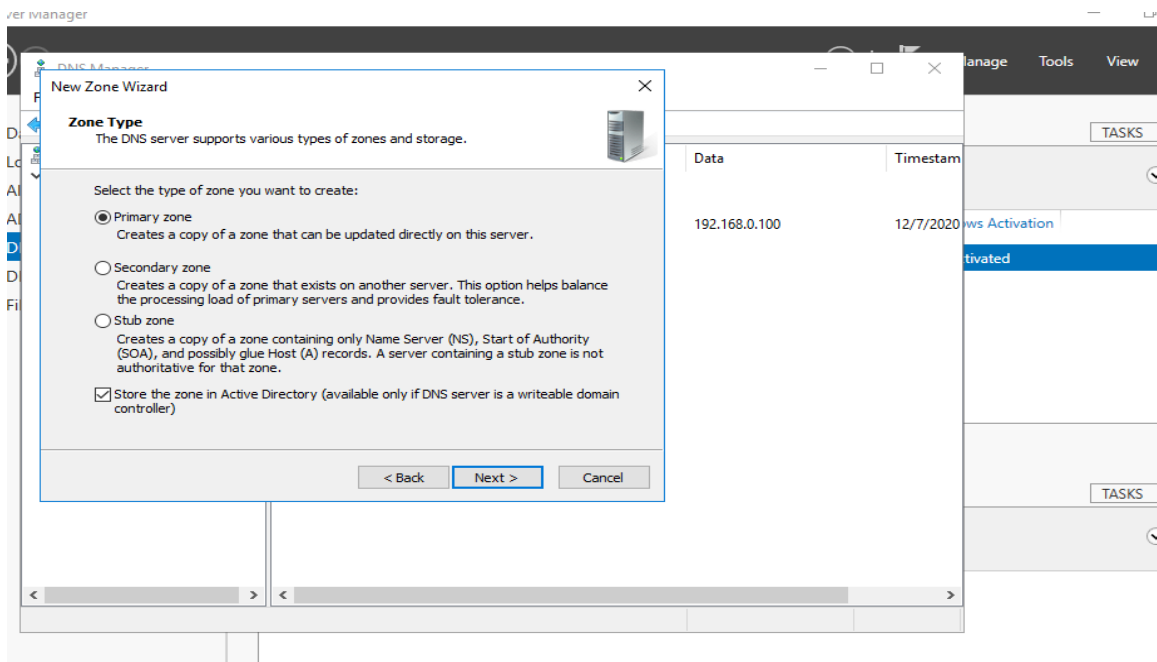 ver Manager
Manage Tools View
DNS Manager
New Zone Wizard
Zone Type
The DNS server supports various types of zones and storage.
TASKS
Data Timestam
Select the type of zone you want to create:
Primary zone
Creates a copy of a zone that can be updated directly on this server.
192.168.0.100 12/7/2020
ws Activation
tivated
Secondary zone
Creates a copy of a zone that exists on another server. This option helps balance
the processing load of primary servers and provides fault tolerance.
Stub zone
Creates a copy of a zone containing only Name Server (NS), Start of Authority
(SOA), and possibly glue Host (A) records. A server containing a stub zone is not
authoritative for that zone.
Store the zone in Active Directory (available only if DNS server is a writeable domain
controller)
< Back Next > Cancel
TASKS